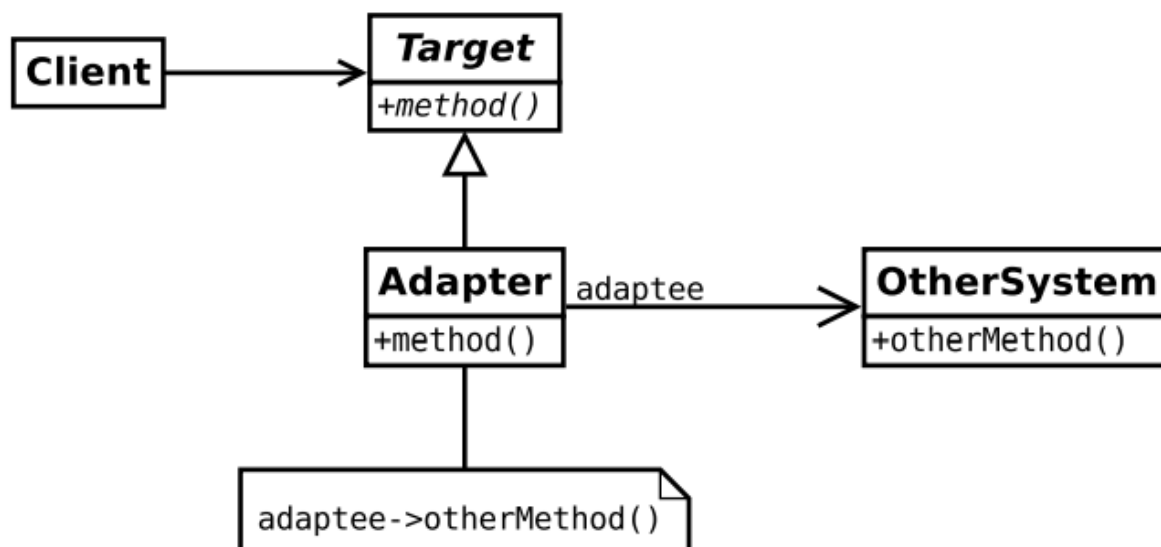 Client
Target
+method()
Adapter
+method()
adaptee
OtherSystem
+otherMethod()
adaptee->otherMethod()